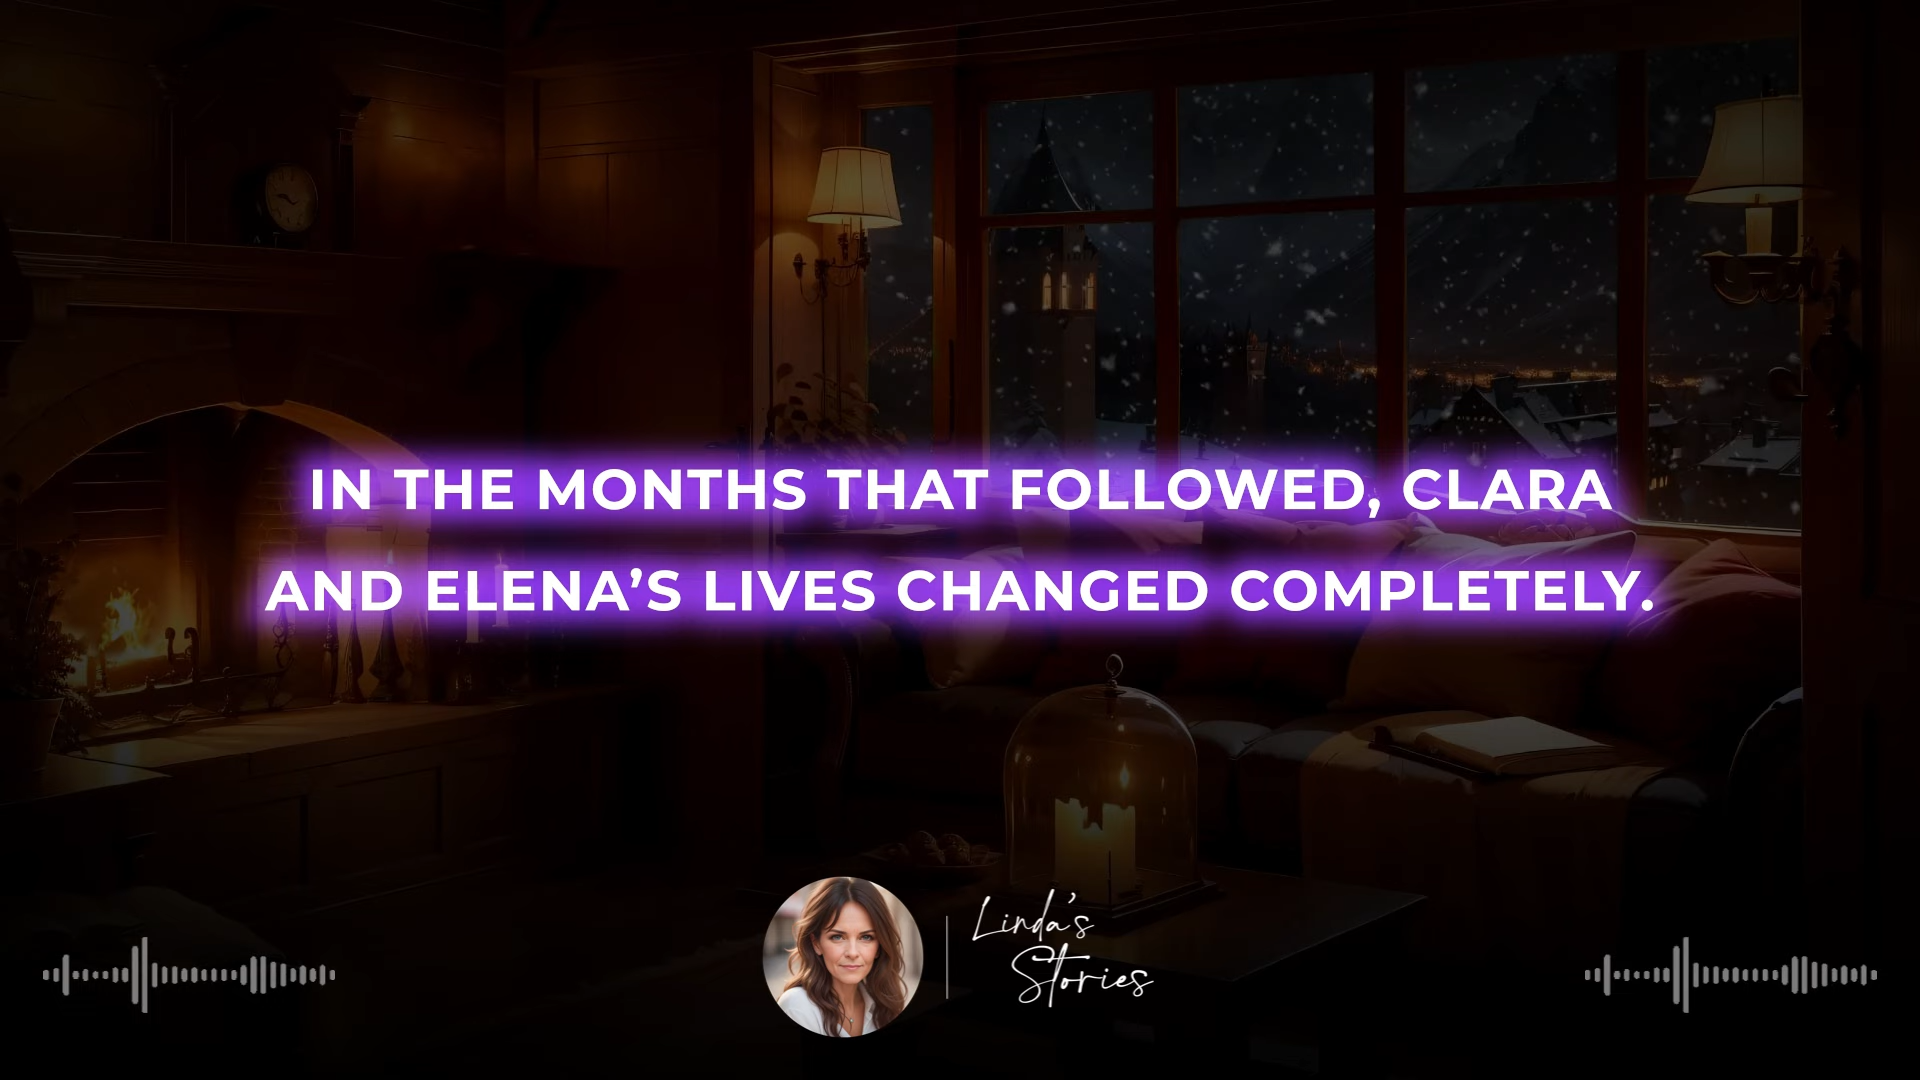 IN THE MONTHS THAT FOLLOWED, CLARA
AND ELENA’S LIVES CHANGED COMPLETELY.
Linda's
Stories